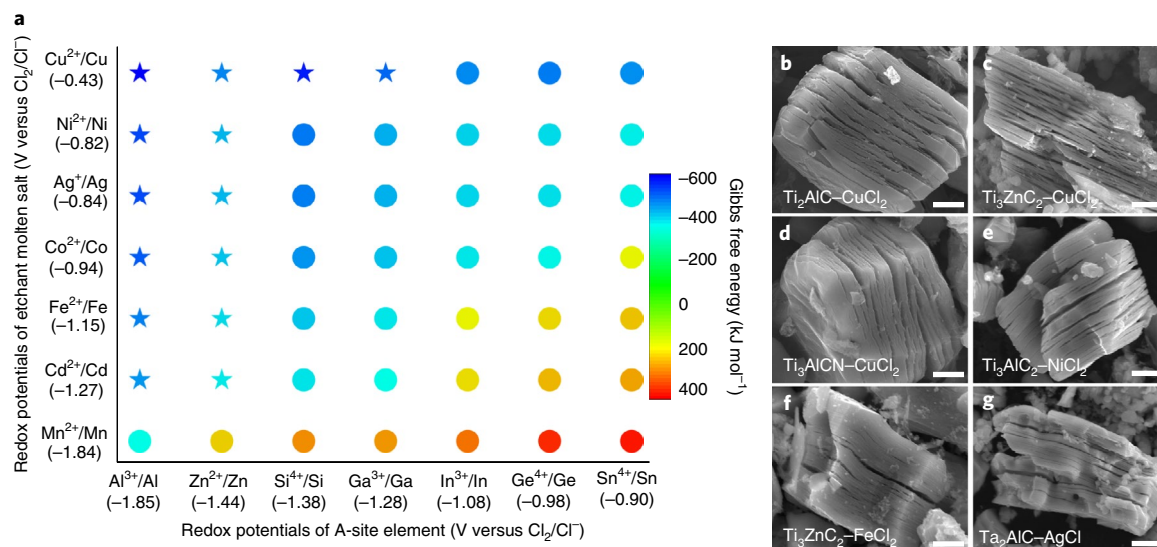 a
Redox potentials of etchant molten salt (V versus Cl₂/Cl⁻)
Cu²⁺/Cu
(−0.43)
Ni²⁺/Ni
(−0.82)
Ag⁺/Ag
(−0.84)
Co²⁺/Co
(−0.94)
Fe²⁺/Fe
(−1.15)
Cd²⁺/Cd
(−1.27)
Mn²⁺/Mn
(−1.84)
Al³⁺/Al Zn²⁺/Zn Si⁴⁺/Si Ga³⁺/Ga In³⁺/In Ge⁴⁺/Ge Sn⁴⁺/Sn
(−1.85) (−1.44) (−1.38) (−1.28) (−1.08) (−0.98) (−0.90)
Redox potentials of A-site element (V versus Cl₂/Cl⁻)
−600
−400
−200
0
200
400
Gibbs free energy (kJ mol⁻¹)
b
Ti₂AlC–CuCl₂
c
Ti₃ZnC₂–CuCl₂
d
Ti₃AlCN–CuCl₂
e
Ti₃AlC₂–NiCl₂
f
Ti₃ZnC₂–FeCl₂
g
Ta₂AlC–AgCl